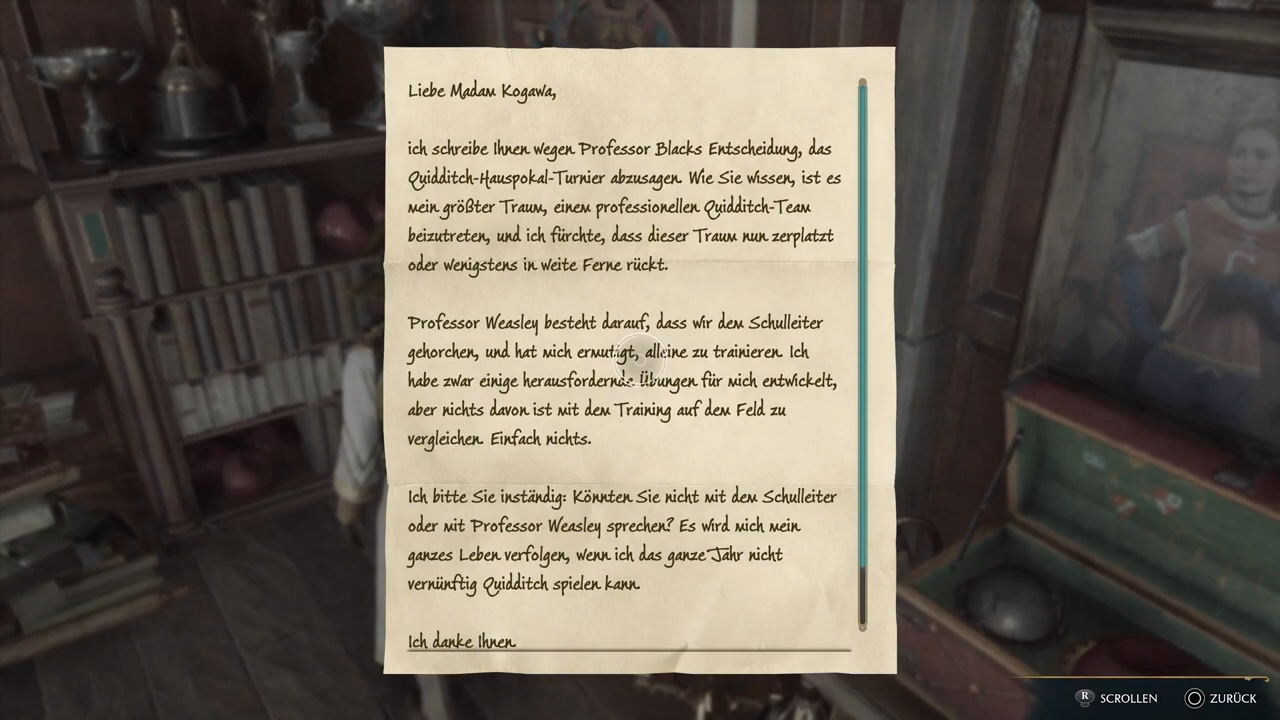 Liebe Madam Kogawa,
ich schreibe Ihnen wegen Professor Blacks Entscheidung, das
Quidditch-Hauspokal-Turnier abzusagen. Wie Sie wissen, ist es
mein größter Traum, einem professionellen Quidditch-Team
beizutreten, und ich fürchte, dass dieser Traum nun zerplatzt
oder wenigstens in weite Ferne rückt.
Professor Weasley besteht darauf, dass wir dem Schulleiter
gehorchen, und hat mich ermutigt, alleine zu trainieren. Ich
habe zwar einige herausfordernde Übungen für mich entwickelt,
aber nichts davon ist mit dem Training auf dem Feld zu
vergleichen. Einfach nichts.
Ich bitte Sie inständig: Könnten Sie nicht mit dem Schulleiter
oder mit Professor Weasley sprechen? Es wird mich mein
ganzes Leben verfolgen, wenn ich das ganze Jahr nicht
vernünftig Quidditch spielen kann.
Ich danke Ihnen.
R SCROLLEN ZURÜCK